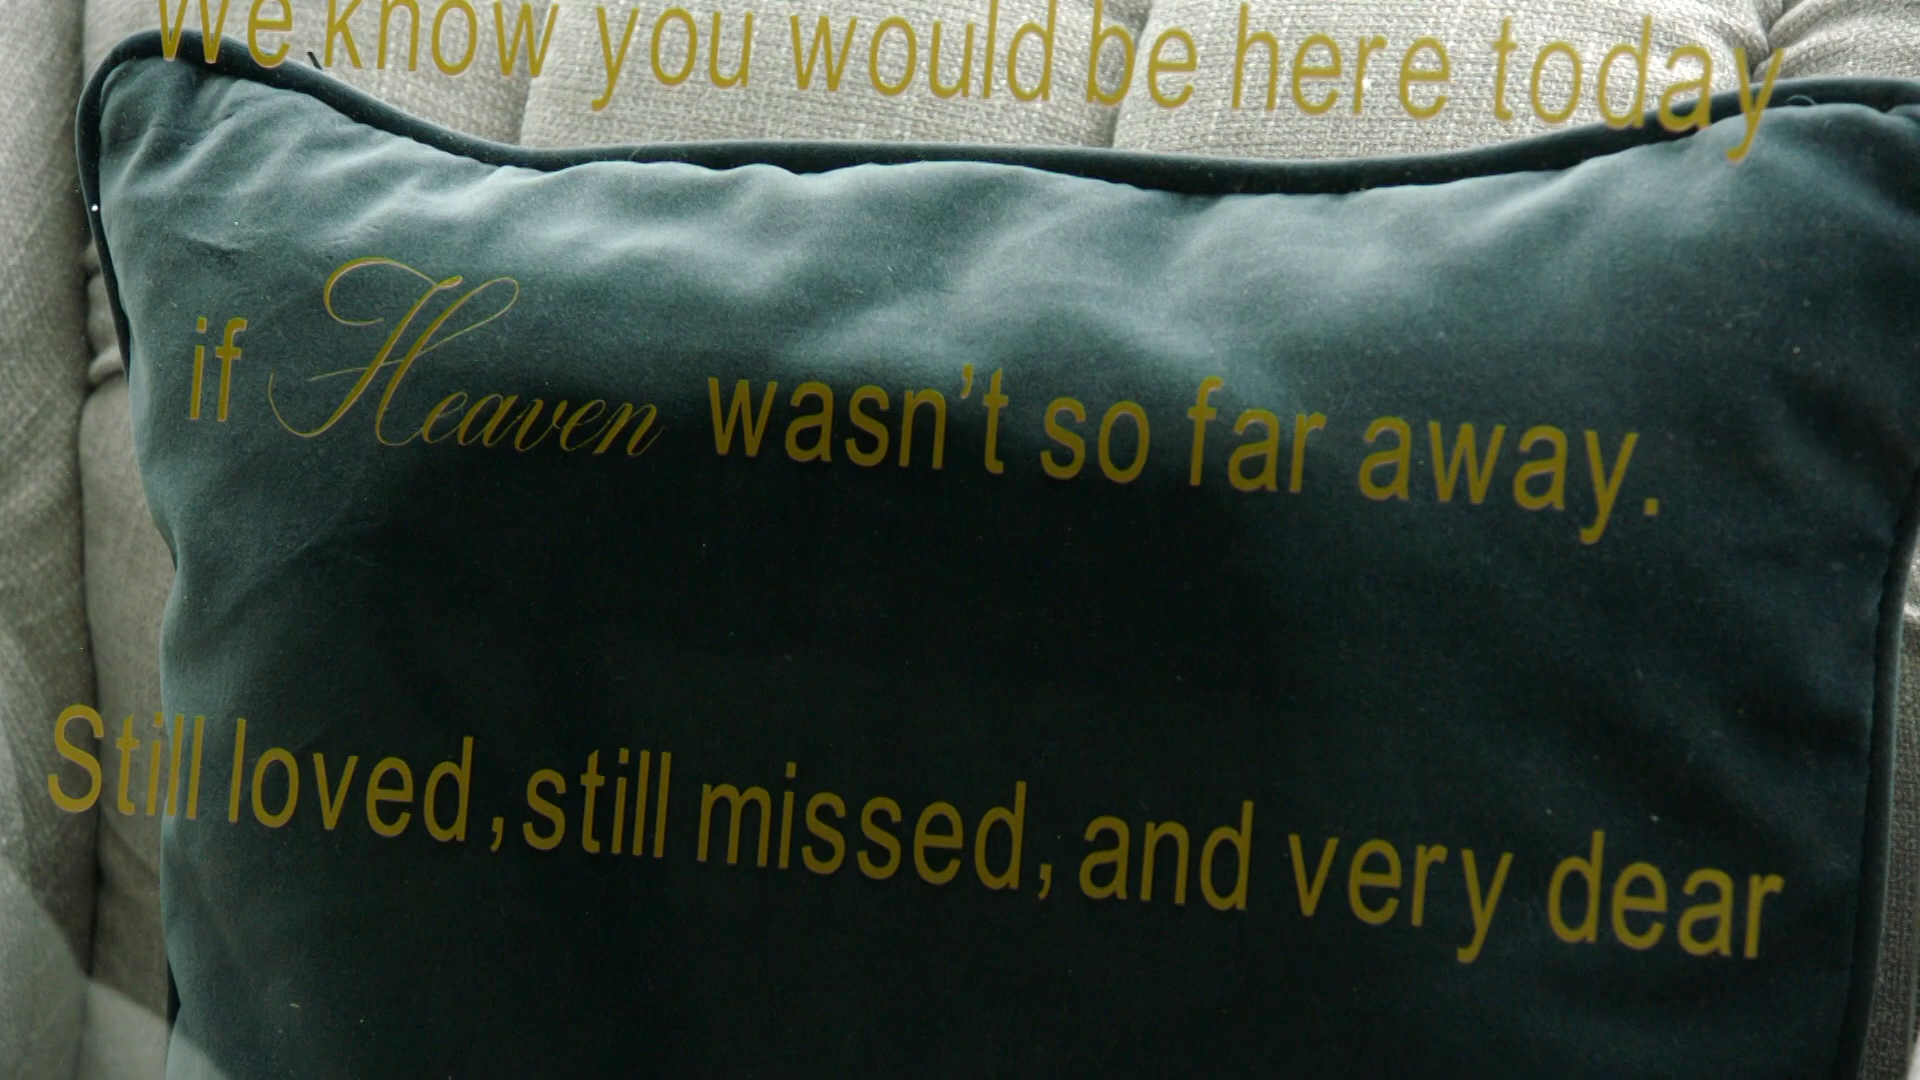 We know you would be here today
if Heaven wasn't so far away.
Still loved, still missed, and very dear